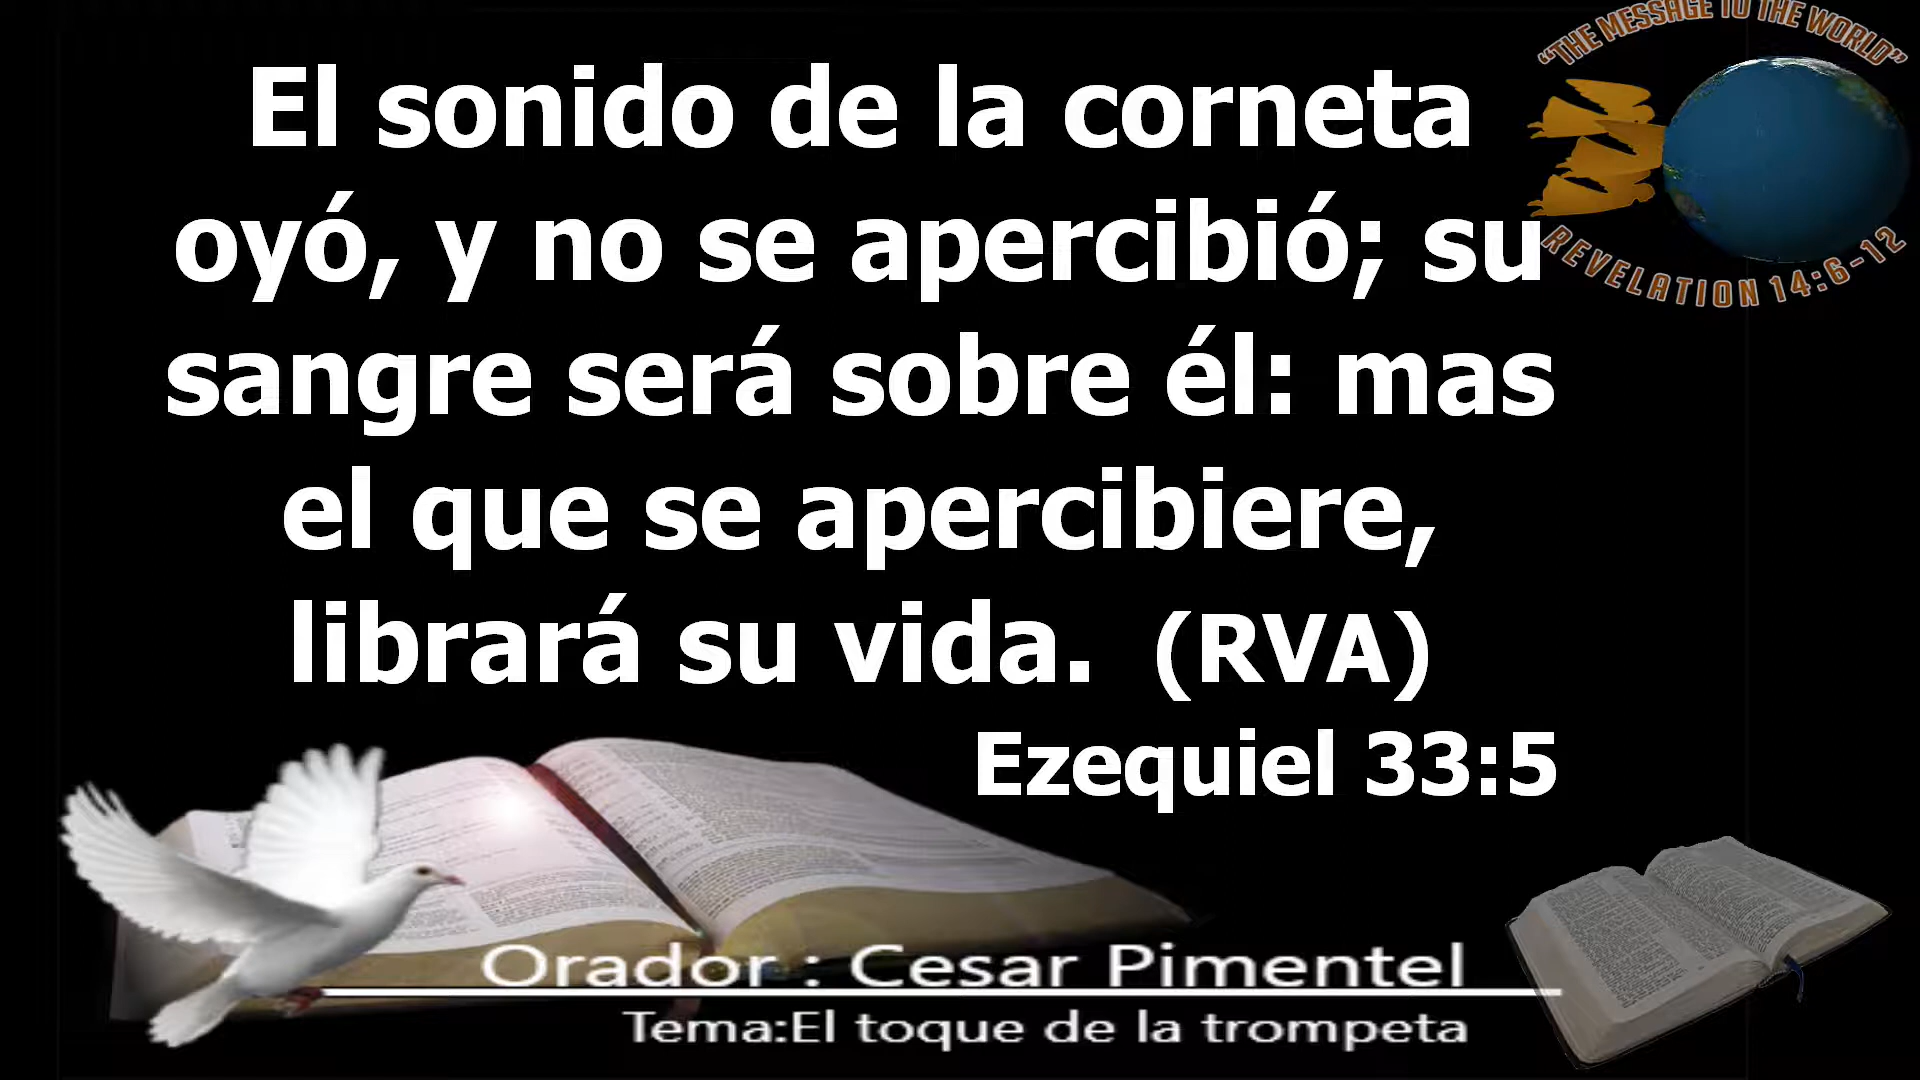 El sonido de la corneta
oyó, y no se apercibió; su
sangre será sobre él: mas
el que se apercibiere,
librará su vida. (RVA)
Ezequiel 33:5
"THE MESSAGE TO THE WORLD"
REVELATION 14:6-12
Orador : Cesar Pimentel
Tema:El toque de la trompeta